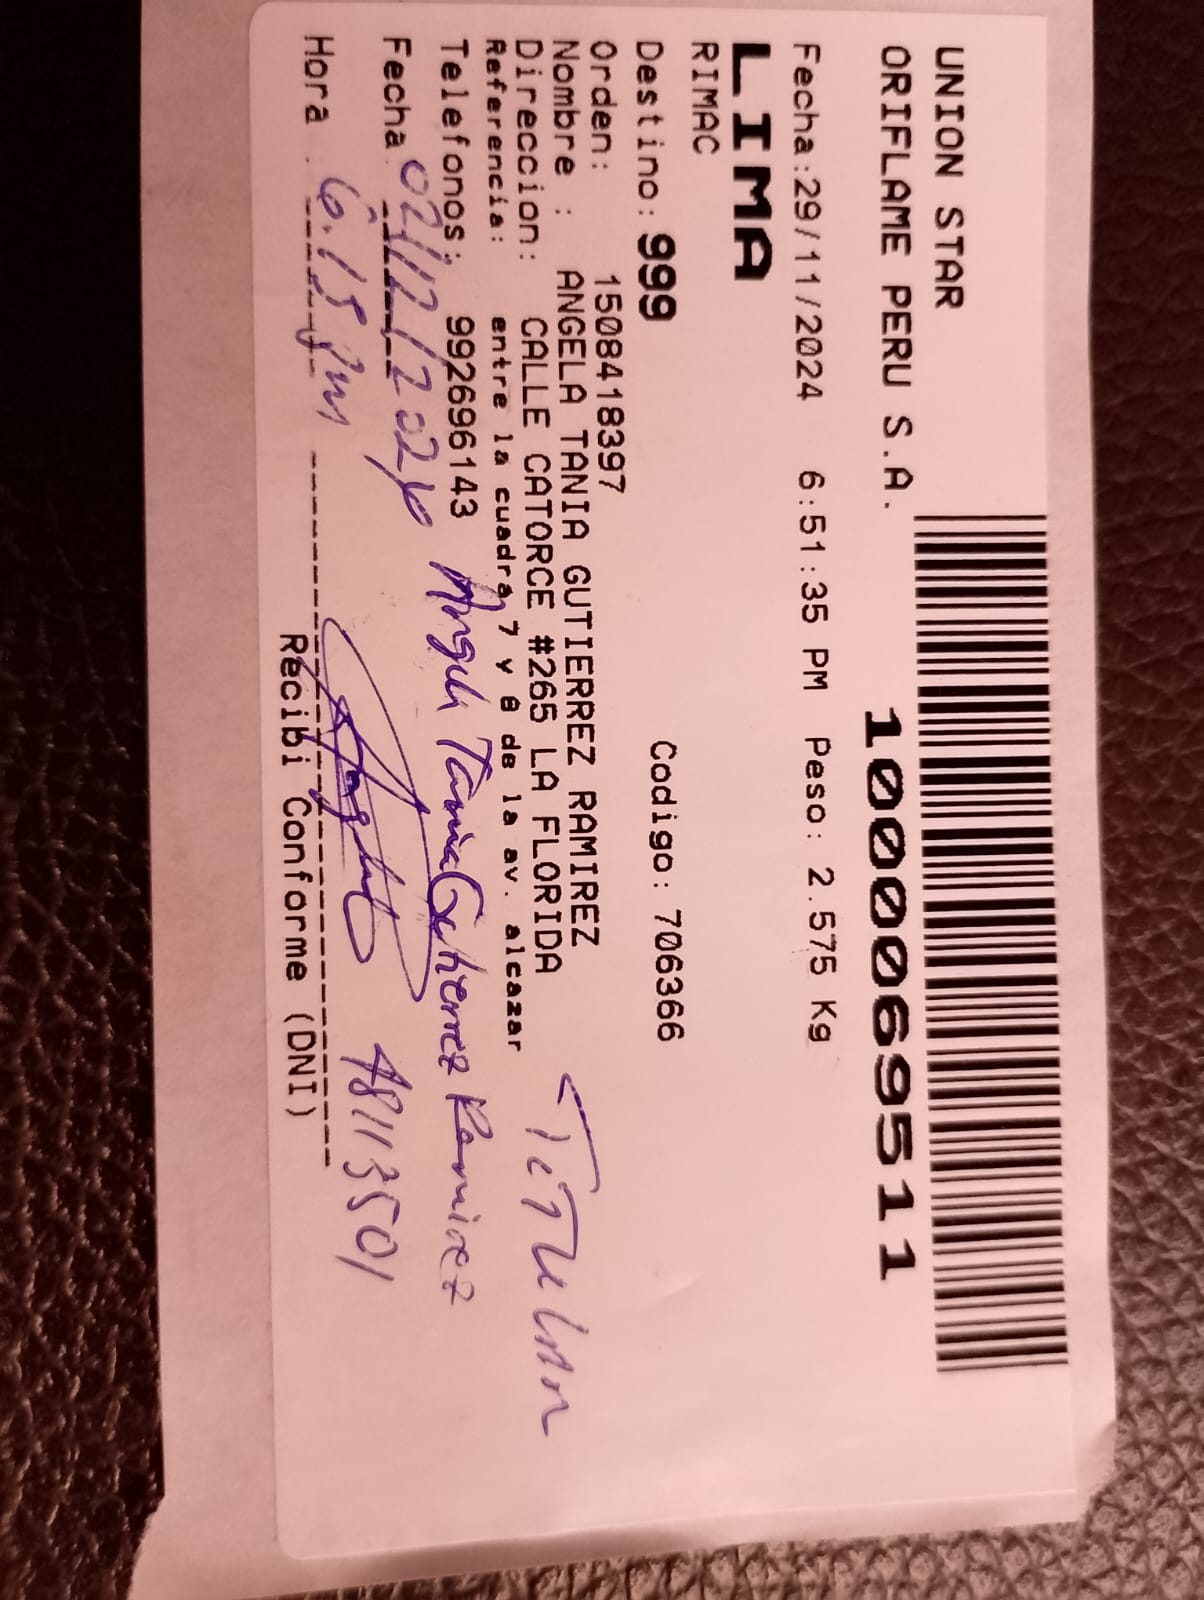 UNION STAR
ORIFLAME PERU S.A.
1000069511
Fecha:29/11/2024 6:51:35 PM Peso: 2.575 Kg
LIMA
RIMAC
Destino: 999 Codigo: 706366
Orden: 1508418397
Nombre : ANGELA TANIA GUTIERREZ RAMIREZ
Direccion: CALLE CATORCE #265 LA FLORIDA
Referencia: entre la cuadra 7 y 8 de la av. alcazar
TiTULAR
Telefonos: 992696143
Angela Tania Gutierrez Ramirez
Fecha 02/12/2024
48113501
Hora : 6:15 pm
Recibi Conforme (DNI)